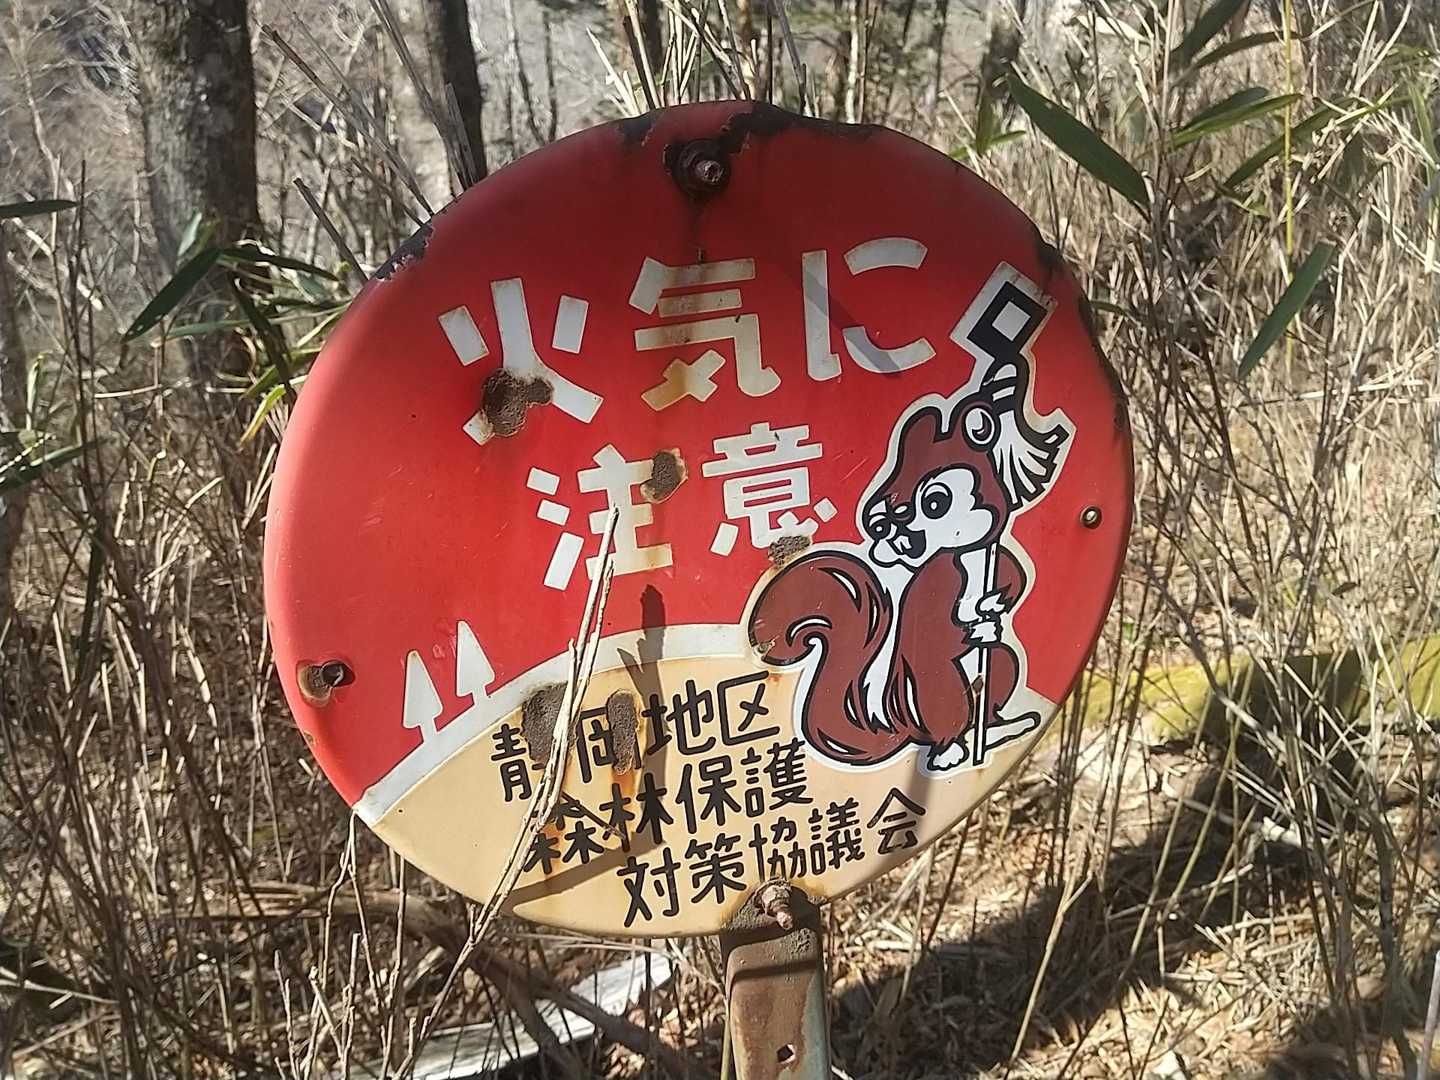 火気に
注意
静岡地区
森林保護
対策協議会